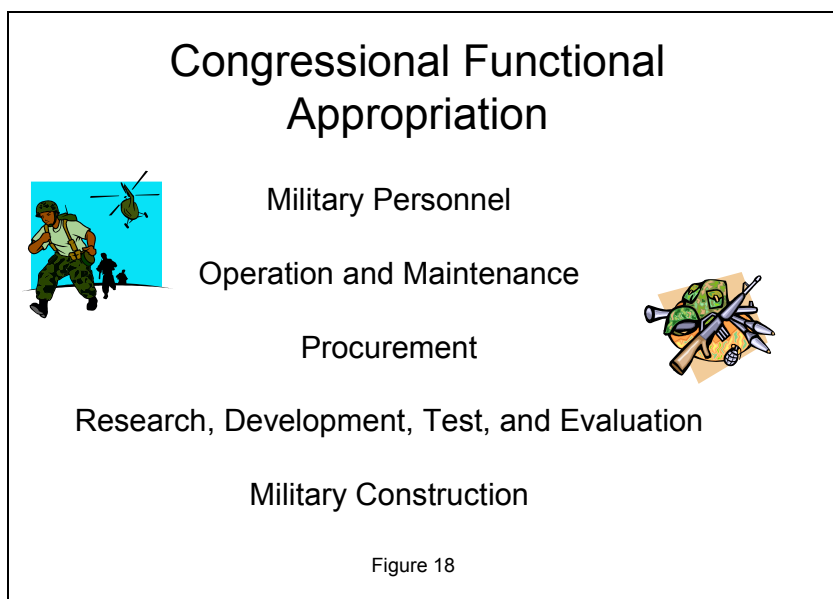 Congressional Functional
Appropriation
Military Personnel
Operation and Maintenance
Procurement
Research, Development, Test, and Evaluation
Military Construction
Figure 18